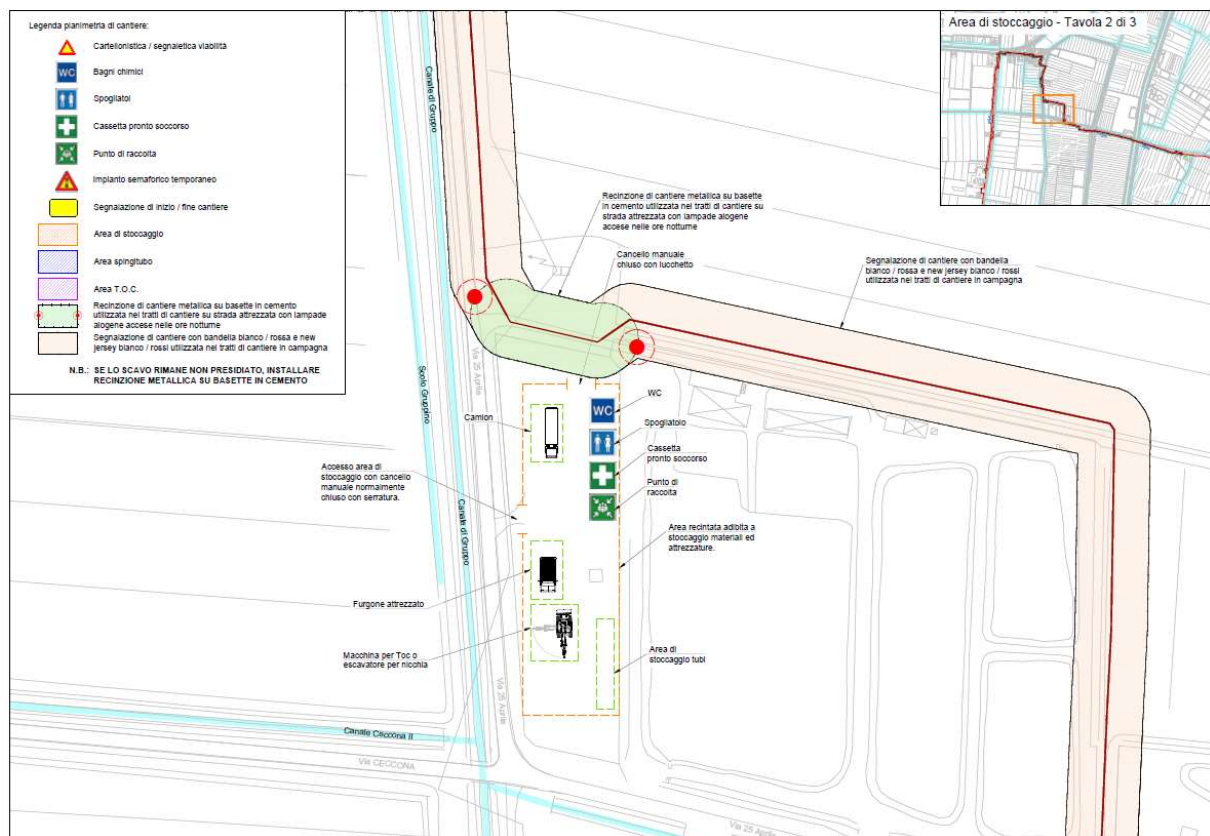 Legenda planimetria di cantiere:
Cartellonistica / segnaletica viabilità
WC
Bagni chimici
Spogliatoi
Cassetta pronto soccorso
Punto di raccolta
Impianto semaforico temporaneo
Segnalazione di inizio / fine cantiere
Area di stoccaggio
Area spingitubo
Area T.O.C.
Recinzione di cantiere metallica su basette in cemento
utilizzata nei tratti di cantiere su strada attrezzata con lampade
alogene accese nelle ore notturne
Segnalazione di cantiere con bandella bianco / rossa e new
jersey bianco / rossi utilizzata nei tratti di cantiere in campagna
N.B.: SE LO SCAVO RIMANE NON PRESIDIATO, INSTALLARE
RECINZIONE METALLICA SU BASETTE IN CEMENTO
Area di stoccaggio - Tavola 2 di 3
Canale di Gruppo
Recinzione di cantiere metallica su basette
in cemento utilizzata nei tratti di cantiere su
strada attrezzata con lampade alogene
accese nelle ore notturne
Cancello manuale
chiuso con lucchetto
Segnalazione di cantiere con bandella
bianco / rossa e new jersey bianco / rossi
utilizzata nei tratti di cantiere in campagna
Scolo Gruppino
Via 25 Aprile
Camion
WC
WC
Spogliatoio
Cassetta
pronto soccorso
Punto di
raccolta
Accesso area di
stoccaggio con cancello
manuale normalmente
chiuso con serratura.
Canale di Gruppo
Area recintata adibita a
stoccaggio materiali ed
attrezzature.
Furgone attrezzato
Macchina per Toc o
escavatore per nicchia
Area di
stoccaggio tubi
Via 25 Aprile
Canale Ceccona II
Via CECCONA
Via 25 Aprile